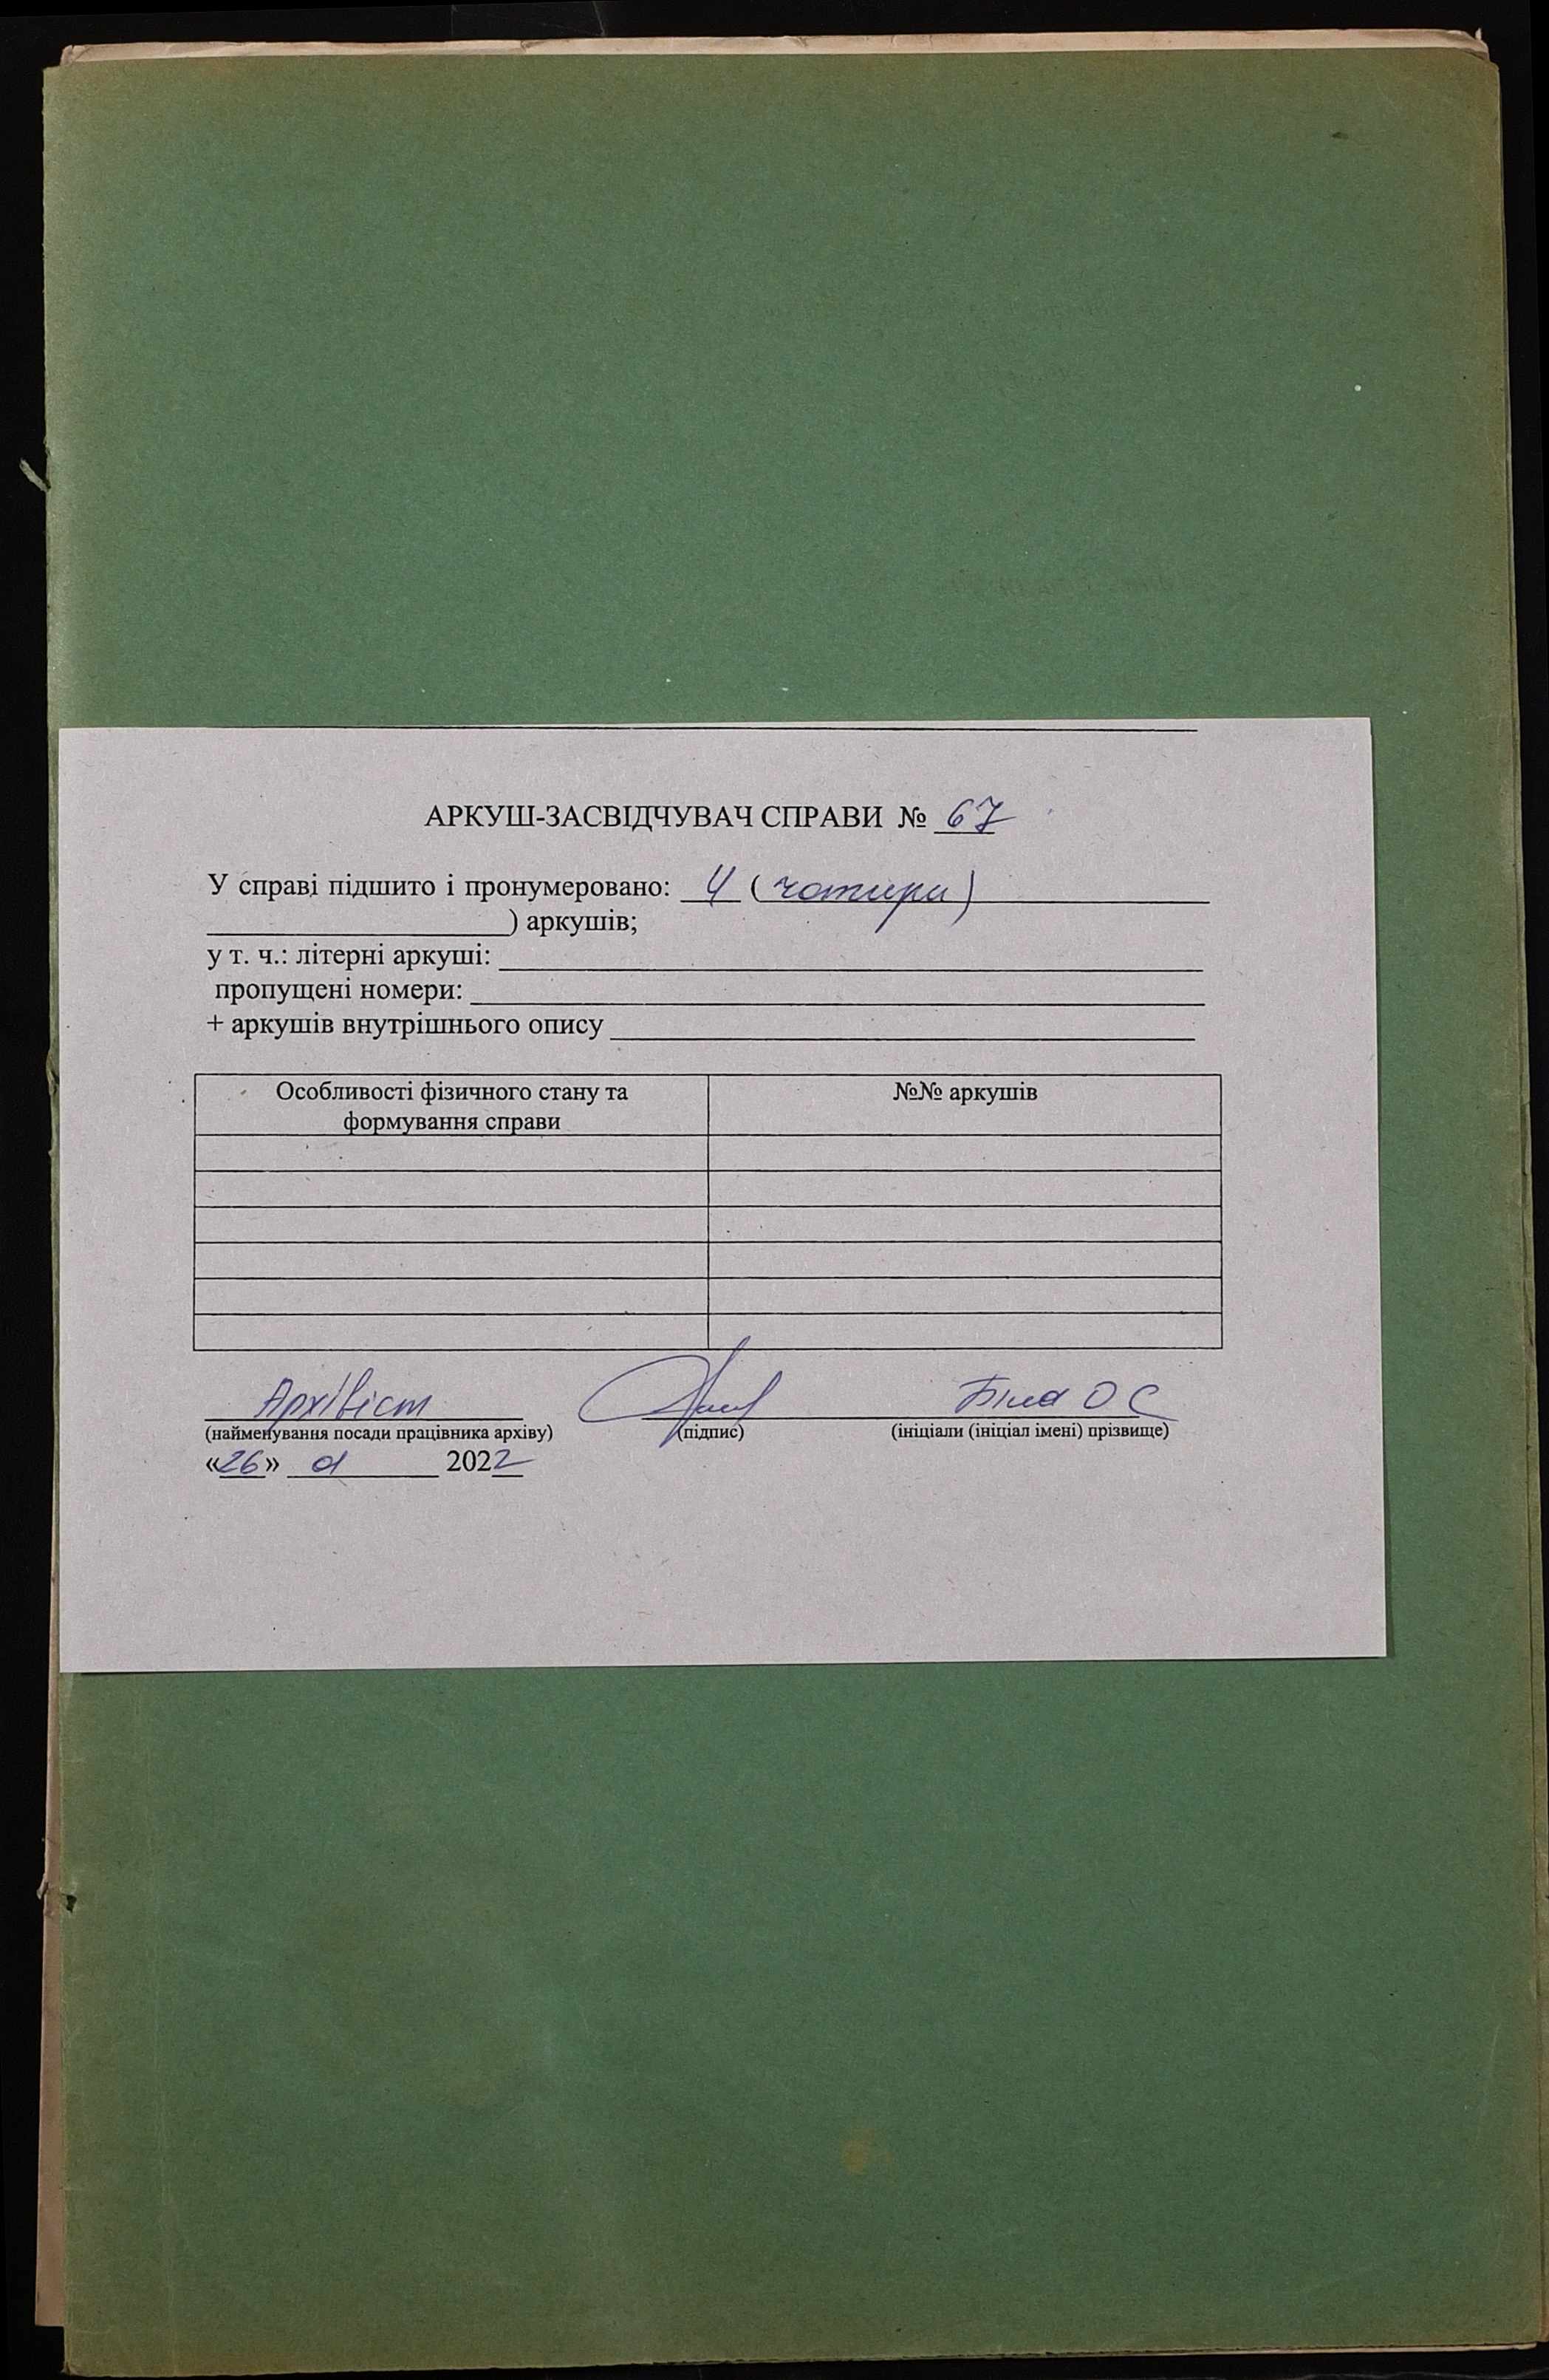 АРКУШ-ЗАСВІДЧУВАЧ СПРАВИ № 67
У справі підшито і пронумеровано: 4 (чотири)
) аркушів;
у т. ч.: літерні аркуші:
пропущені номери:
+ аркушів внутрішнього опису
Особливості фізичного стану та №№ аркушів
формування справи
Архівіст Біла О С
(найменування посади працівника архіву) (підпис) (ініціали (ініціал імені) прізвище)
«26» 2022